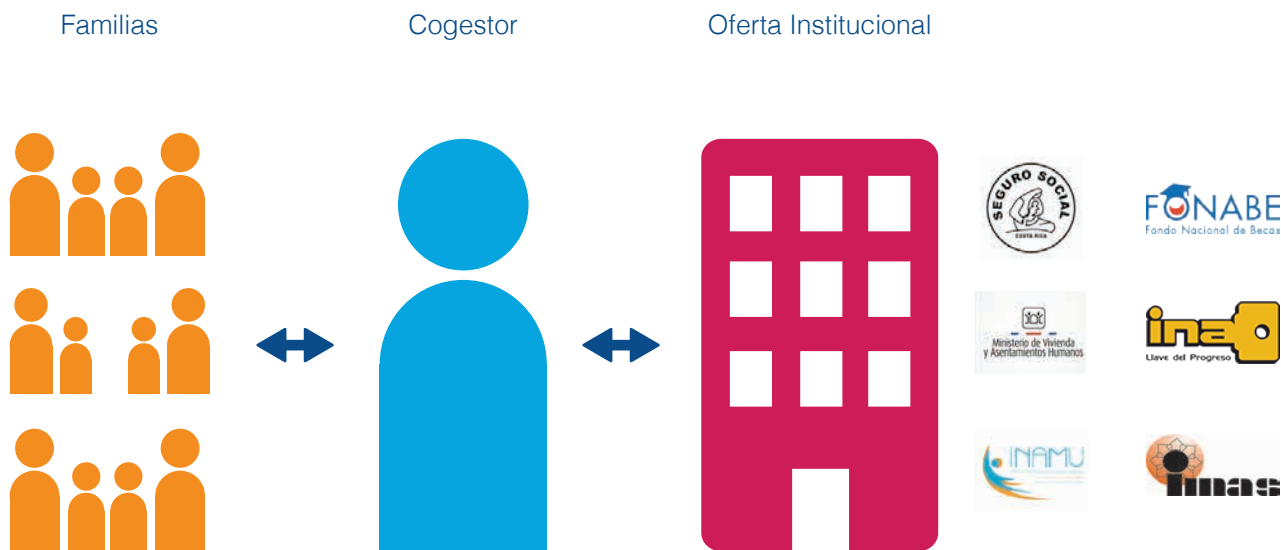 Familias
Cogestor
Oferta Institucional
SEGURO SOCIAL
COSTA RICA
FONABE
Fondo Nacional de Becas
Ministerio de Vivienda
y Asentamientos Humanos
ina
Llave del Progreso
INAMU
imas